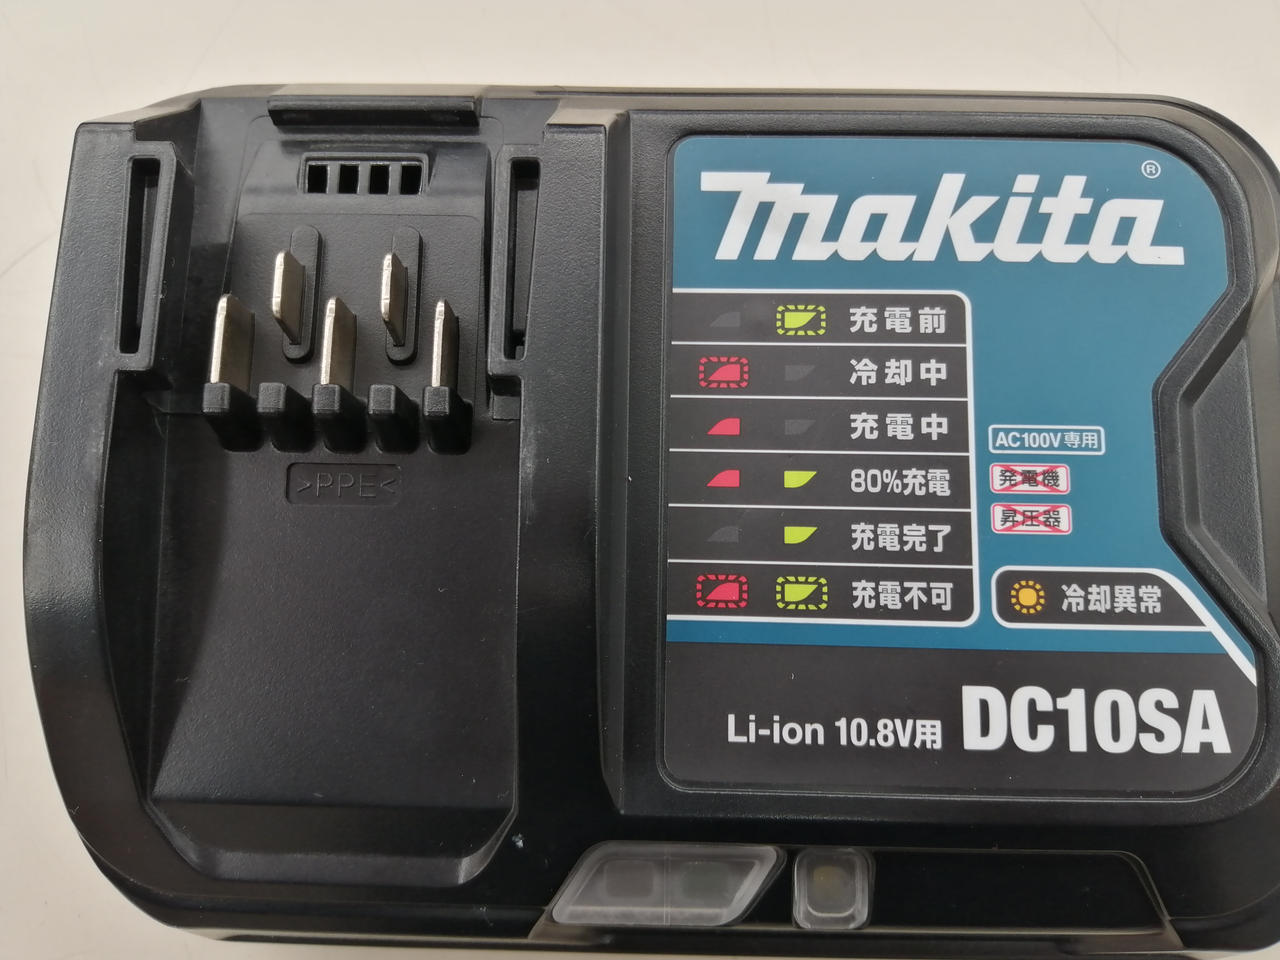 makita®
充電前
冷却中
充電中
80%充電
充電完了
充電不可
AC100V専用
発電機
昇圧器
冷却異常
Li-ion 10.8V用 DC10SA
>PPE<